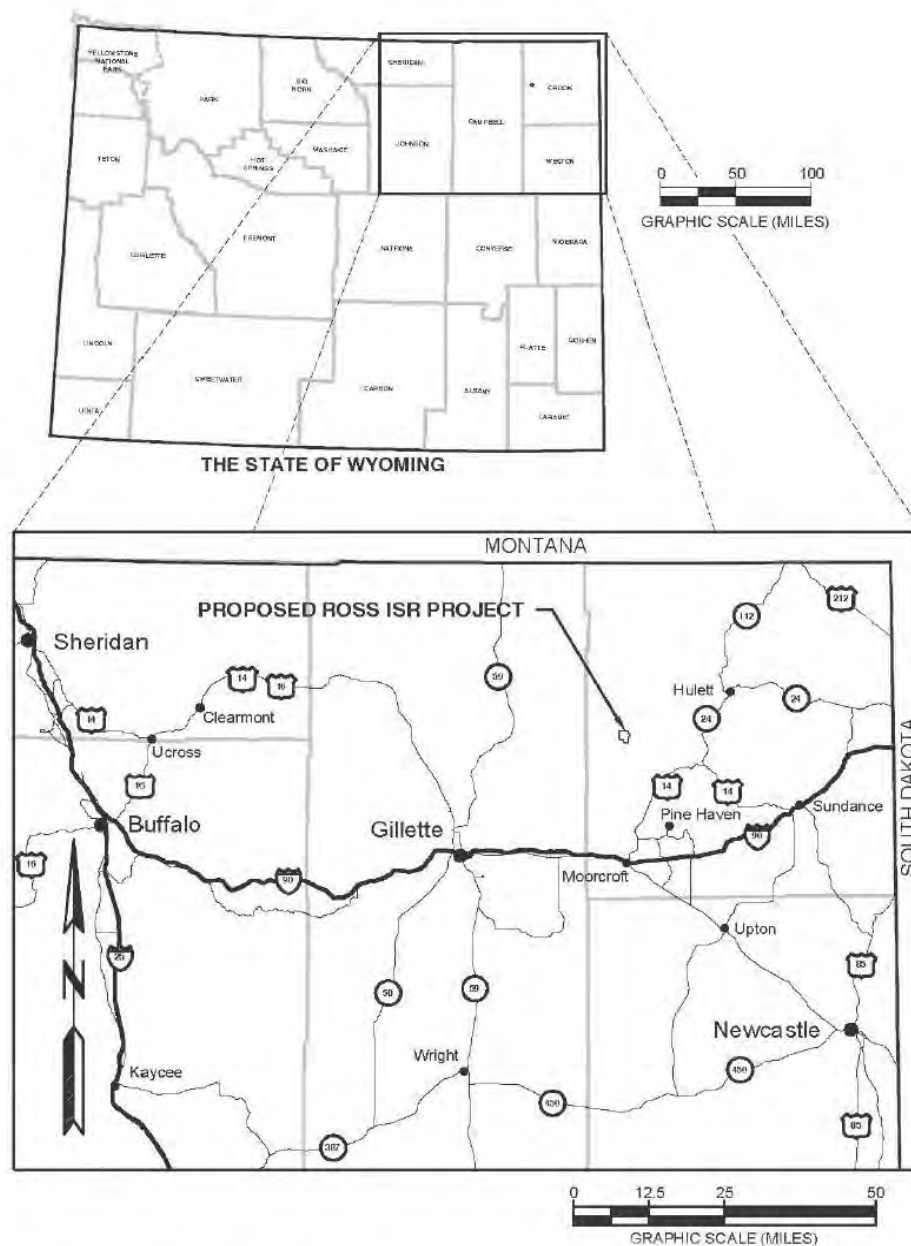 YELLOWSTONE
NATIONAL
PARK
PARK
BIG
HORN
SHERIDAN
CAMPBELL
CROOK
TETON
HOT
SPRINGS
WASHAKIE
JOHNSON
WESTON
0 50 100
GRAPHIC SCALE (MILES)
SUBLETTE
FREMONT
NATRONA
CONVERSE
NIOBRARA
LINCOLN
SWEETWATER
CARBON
ALBANY
PLATTE
GOSHEN
UINTA
LARAMIE
THE STATE OF WYOMING
MONTANA
PROPOSED ROSS ISR PROJECT
212
112
Sheridan
59
14
16
Hulett
24
24
Clearmont
14
Ucross
SOUTH DAKOTA
16
14
14
Sundance
Buffalo
Pine Haven
Gillette
90
16
90
Moorcroft
N
25
Upton
85
50
59
Newcastle
Wright
450
Kaycee
450
387
85
0 12.5 25 50
GRAPHIC SCALE (MILES)